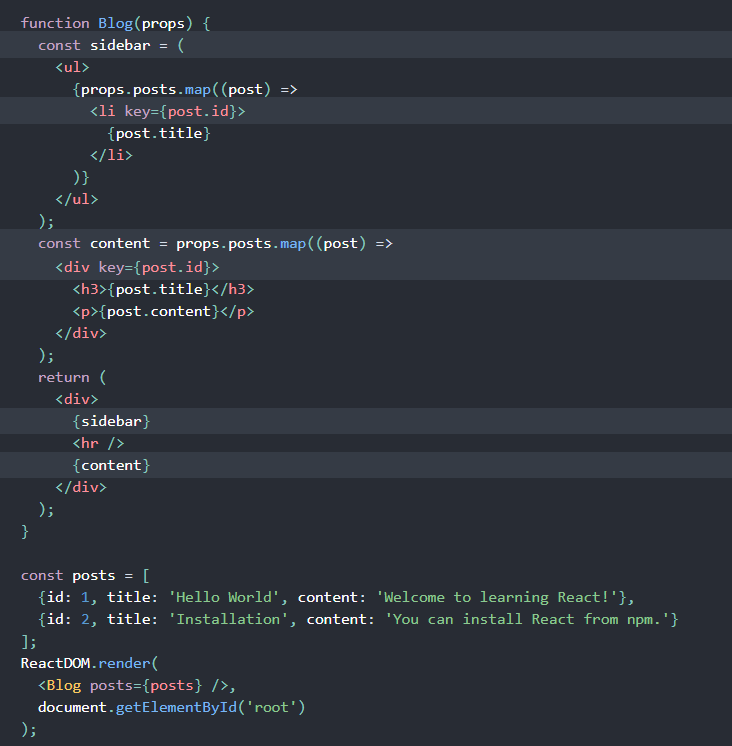 function Blog(props) {
  const sidebar = (
    <ul>
      {props.posts.map((post) =>
        <li key={post.id}>
          {post.title}
        </li>
      )}
    </ul>
  );
  const content = props.posts.map((post) =>
    <div key={post.id}>
      <h3>{post.title}</h3>
      <p>{post.content}</p>
    </div>
  );
  return (
    <div>
      {sidebar}
      <hr />
      {content}
    </div>
  );
}

const posts = [
  {id: 1, title: 'Hello World', content: 'Welcome to learning React!'},
  {id: 2, title: 'Installation', content: 'You can install React from npm.'}
];
ReactDOM.render(
  <Blog posts={posts} />,
  document.getElementById('root')
);